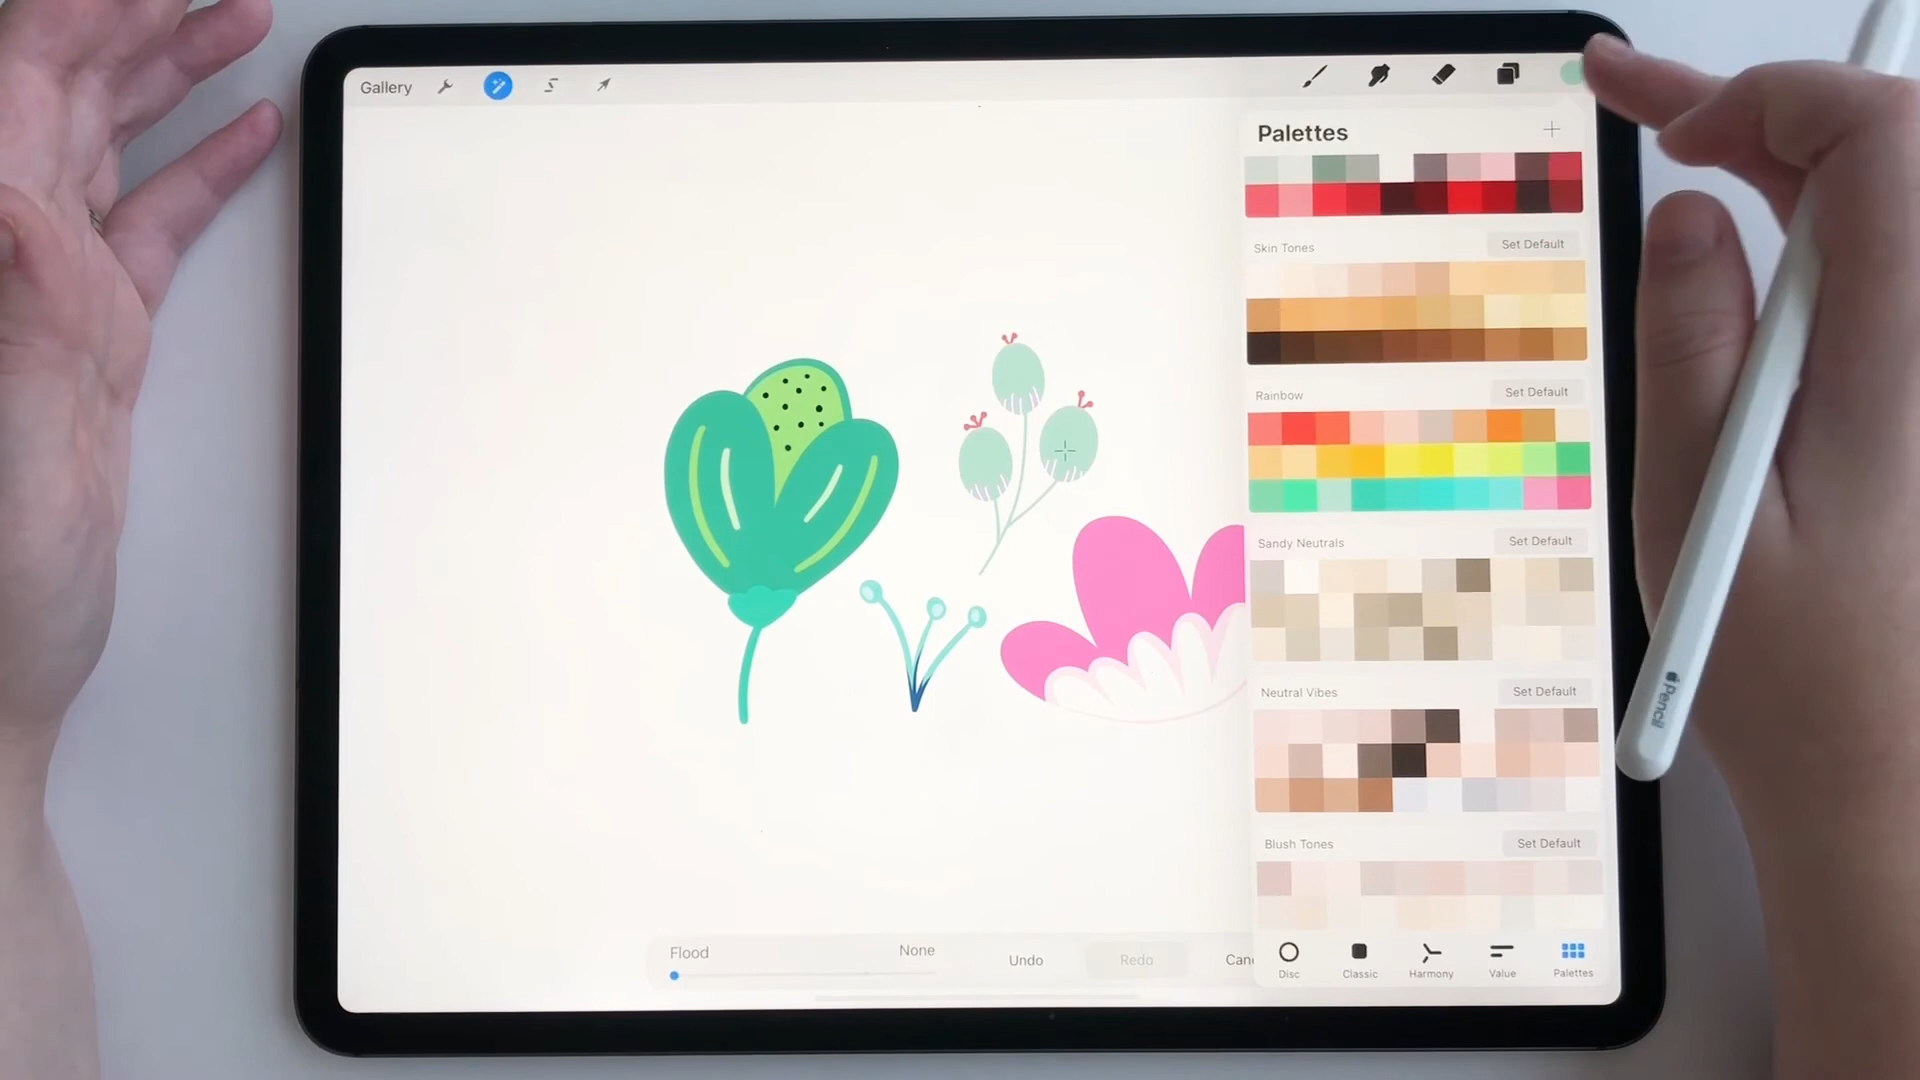 Gallery
Palettes
Skin Tones
Set Default
Rainbow
Set Default
Sandy Neutrals
Set Default
Neutral Vibes
Set Default
Blush Tones
Set Default
Flood
None
Undo
Redo
Canc
Disc
Classic
Harmony
Value
Palettes
Pencil